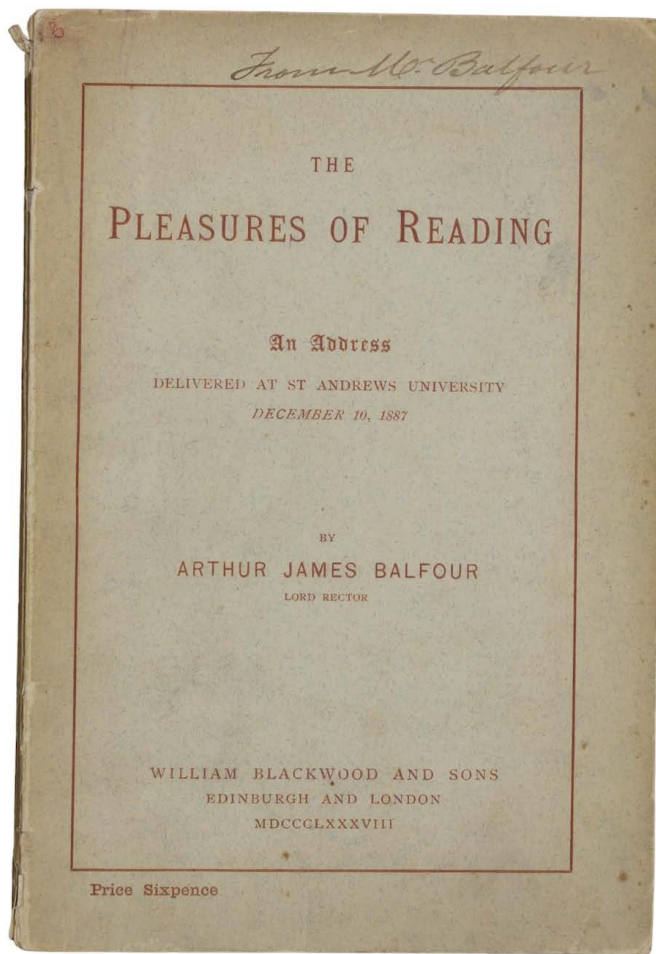 From Mr. Balfour
THE
PLEASURES OF READING
An Address
DELIVERED AT ST ANDREWS UNIVERSITY
DECEMBER 10, 1887
BY
ARTHUR JAMES BALFOUR
LORD RECTOR
WILLIAM BLACKWOOD AND SONS
EDINBURGH AND LONDON
MDCCCLXXXVIII
Price Sixpence